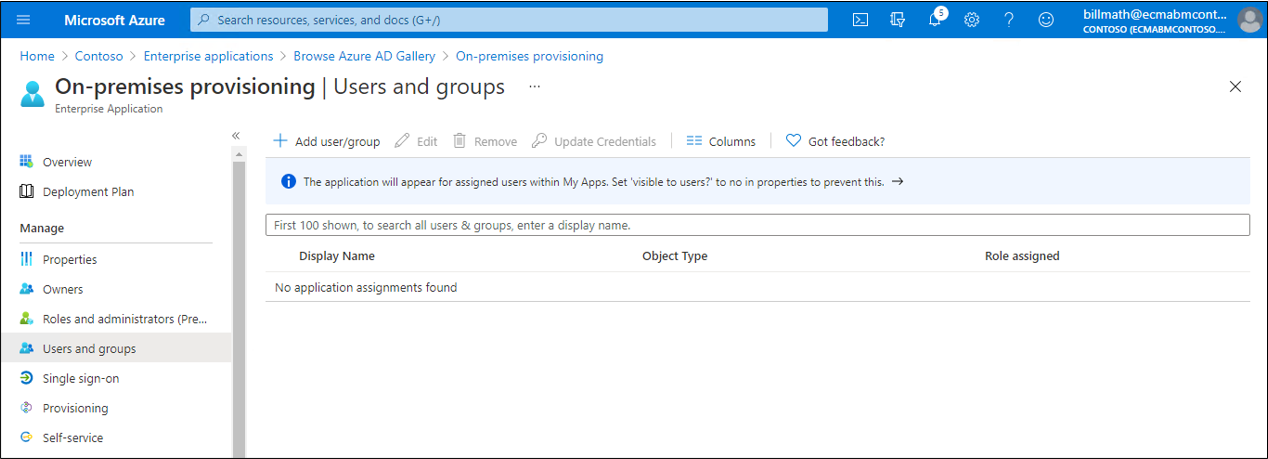 Microsoft Azure
Search resources, services, and docs (G+/)
5
billmath@ecmabmcont...
CONTOSO (ECMABMCONTOSO....
Home > Contoso > Enterprise applications > Browse Azure AD Gallery > On-premises provisioning
On-premises provisioning | Users and groups ...
Enterprise Application
Overview
Deployment Plan
Manage
Properties
Owners
Roles and administrators (Pre...
Users and groups
Single sign-on
Provisioning
Self-service
Add user/group Edit Remove Update Credentials Columns Got feedback?
The application will appear for assigned users within My Apps. Set 'visible to users?' to no in properties to prevent this. →
First 100 shown, to search all users & groups, enter a display name.
Display Name Object Type Role assigned
No application assignments found